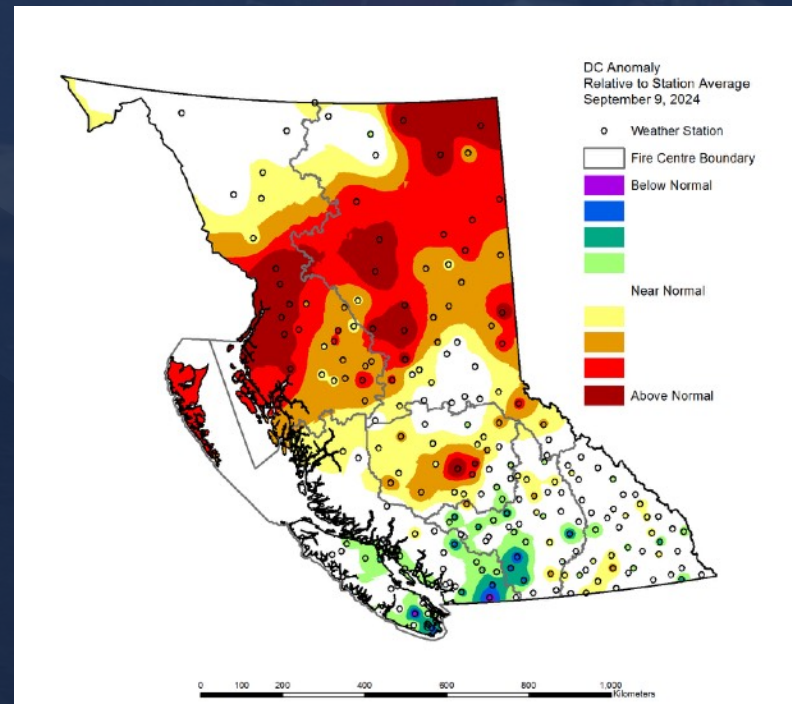 DC Anomaly
Relative to Station Average
September 9, 2024
Weather Station
Fire Centre Boundary
Below Normal
Near Normal
Above Normal
0 100 200 400 600 800 1,000
Kilometers